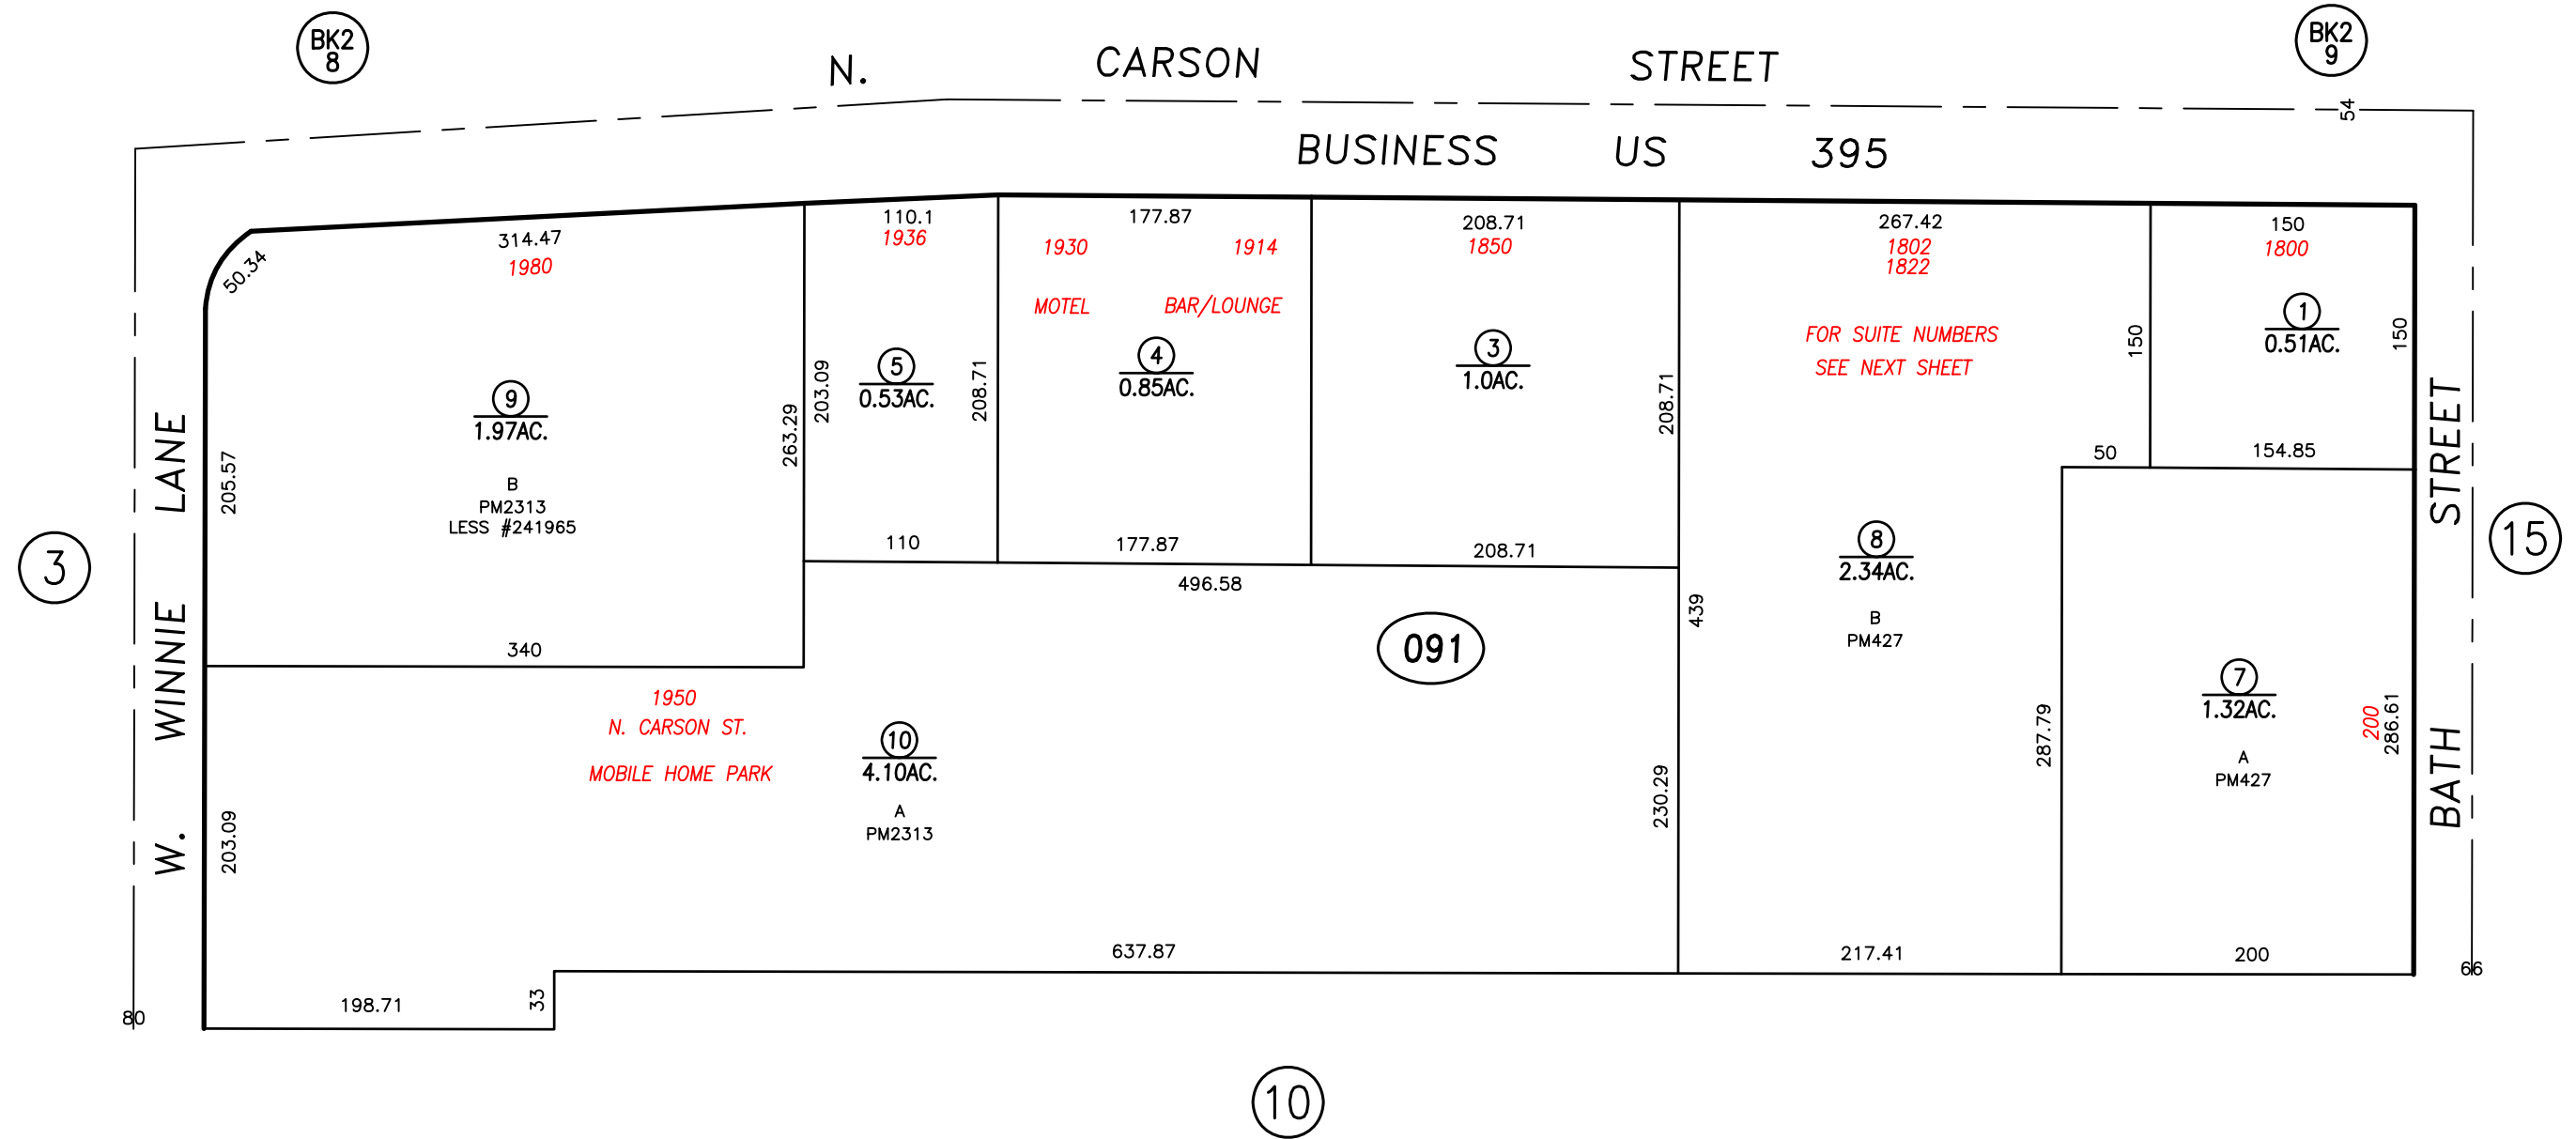 BK2
8
N. CARSON STREET
BK2
9
54
BUSINESS US 395
314.47
1980
50.34
110.1
1936
177.87
1930
1914
MOTEL
BAR/LOUNGE
208.71
1850
267.42
1802
1822
FOR SUITE NUMBERS
SEE NEXT SHEET
150
1800
1
0.51AC.
150
150
154.85
50
9
1.97AC.
B
PM2313
LESS #241965
205.57
263.29
340
5
0.53AC.
203.09
208.71
110
4
0.85AC.
177.87
3
1.0AC.
208.71
208.71
496.58
091
8
2.34AC.
B
PM427
439
287.79
217.41
7
1.32AC.
A
PM427
200
286.61
200
1950
N. CARSON ST.
MOBILE HOME PARK
10
4.10AC.
A
PM2313
203.09
230.29
637.87
198.71
33
80
66
W. WINNIE LANE
BATH STREET
3
15
10